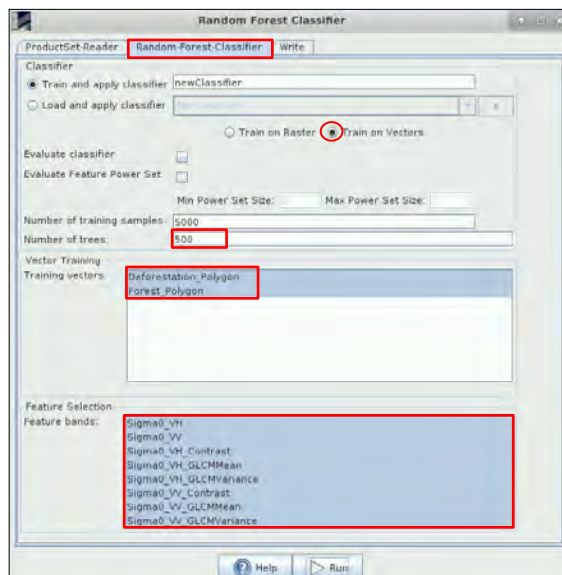 Random Forest Classifier
ProductSet-Reader Random-Forest-Classifier Write
Classifier
Train and apply classifier newClassifier
Load and apply classifier
Train on Raster Train on Vectors
Evaluate classifier
Evaluate Feature Power Set
Min Power Set Size: Max Power Set Size:
Number of training samples: 5000
Number of trees: 500
Vector Training
Training vectors: Deforestation_Polygon
Forest_Polygon
Feature Selection
Feature bands: Sigma0_VH
Sigma0_VV
Sigma0_VH_Contrast
Sigma0_VH_GLCMMean
Sigma0_VH_GLCMVariance
Sigma0_VV_Contrast
Sigma0_VV_GLCMMean
Sigma0_VV_GLCMVariance
Help Run